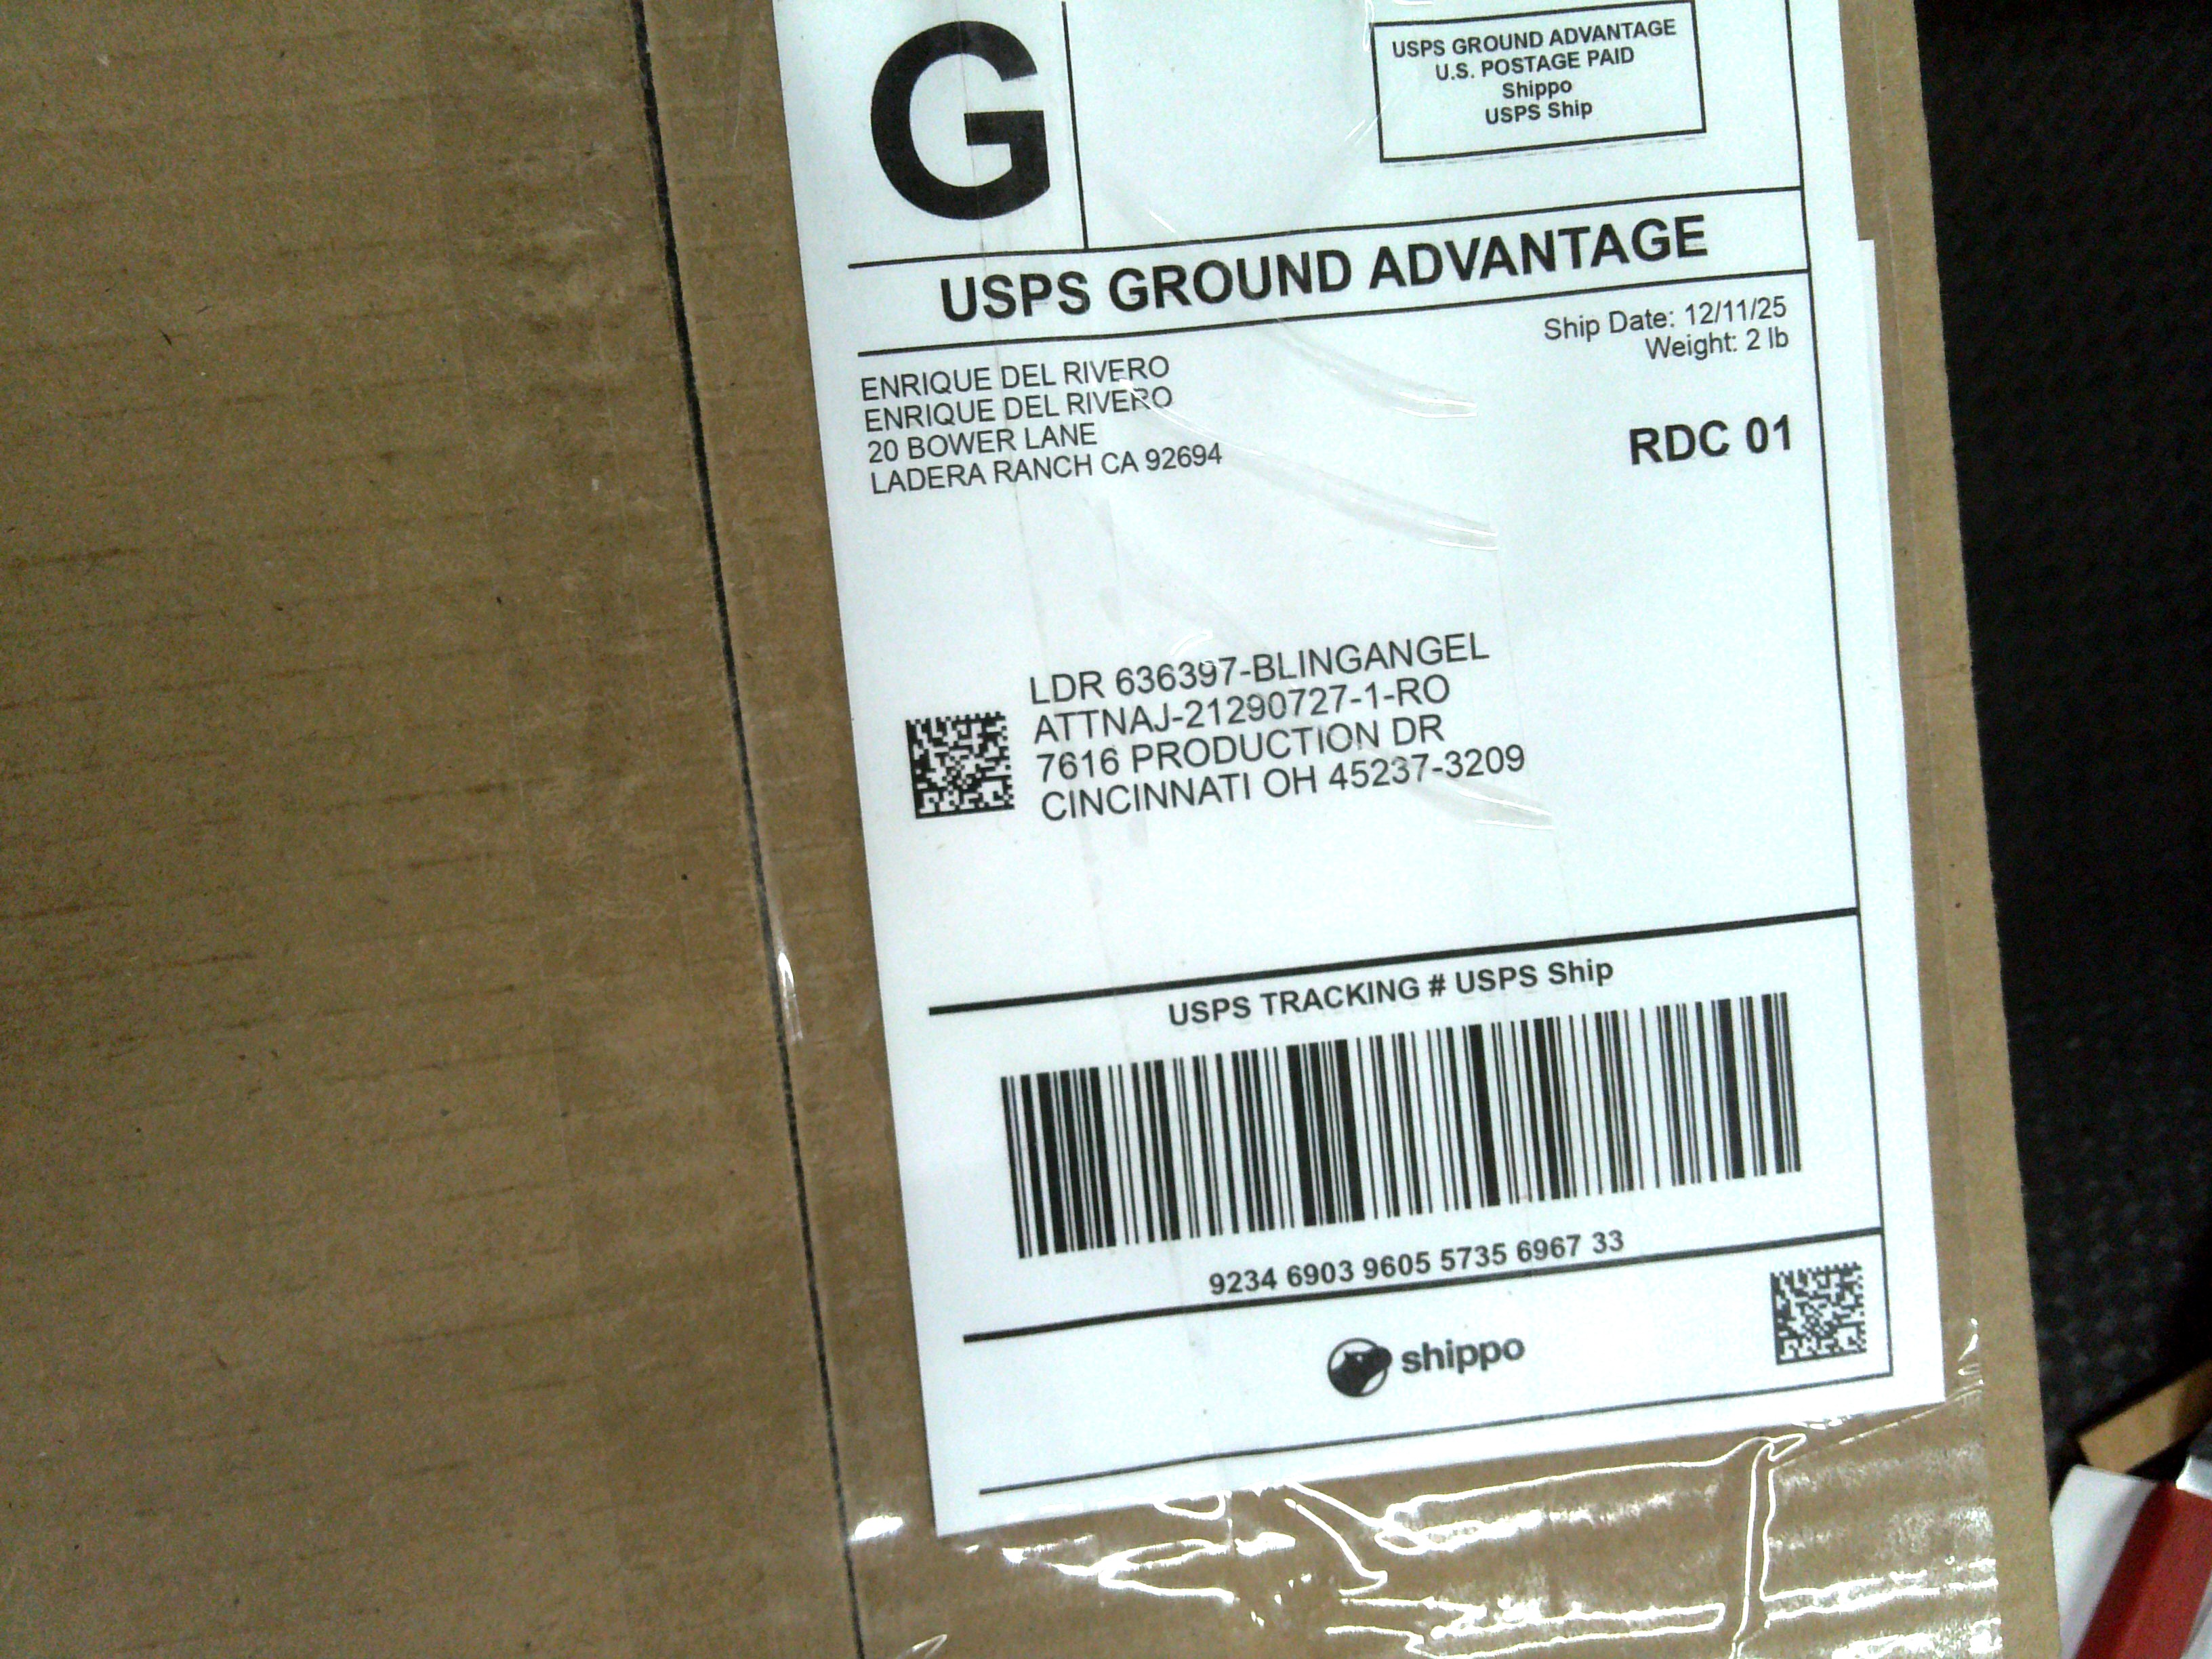 G
USPS GROUND ADVANTAGE
U.S. POSTAGE PAID
Shippo
USPS Ship
USPS GROUND ADVANTAGE
Ship Date: 12/11/25
Weight: 2 lb
ENRIQUE DEL RIVERO
ENRIQUE DEL RIVERO
20 BOWER LANE
LADERA RANCH CA 92694
RDC 01
LDR 636397-BLINGANGEL
ATTNAJ-21290727-1-RO
7616 PRODUCTION DR
CINCINNATI OH 45237-3209
USPS TRACKING # USPS Ship
9234 6903 9605 5735 6967 33
shippo